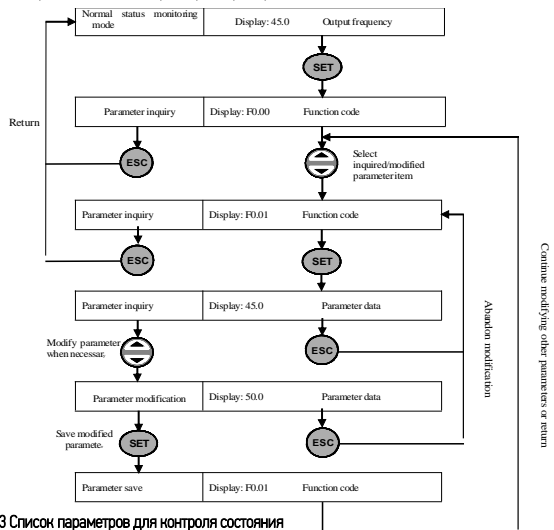 Normal status monitoring
mode
Display: 45.0 Output frequency
SET
Parameter inquiry Display: F0.00 Function code
Return
ESC
Select
inquired/modified
parameter item
Parameter inquiry Display: F0.01 Function code
ESC
SET
Parameter inquiry Display: 45.0 Parameter data
Modify parameter
when necessar,
ESC
Abandon modification
Continue modifying other parameters or return
Parameter modification Display: 50.0 Parameter data
Save modified
paramete,
SET
ESC
Parameter save Display: F0.01 Function code
3 Список параметров для контроля состояния